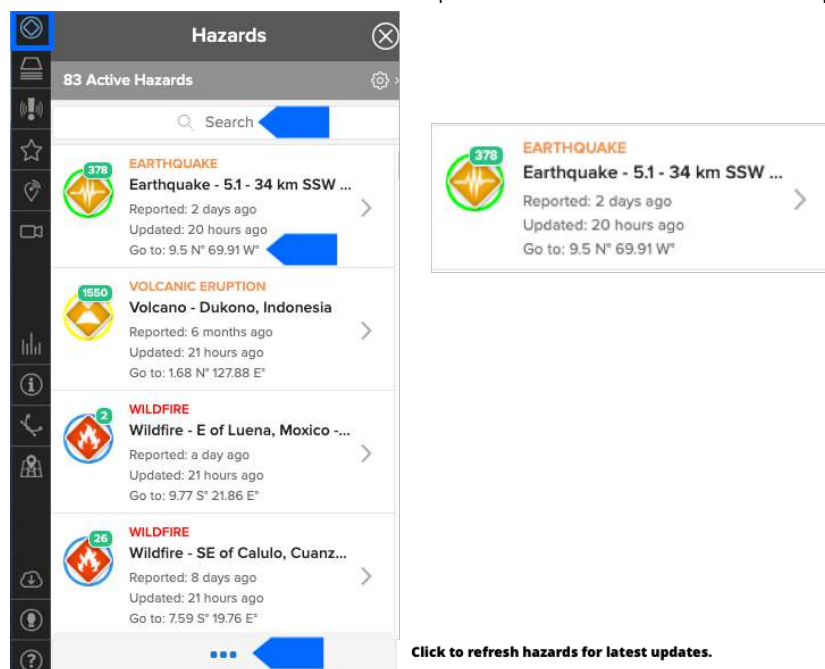 Hazards
83 Active Hazards
Search
378
EARTHQUAKE
Earthquake - 5.1 - 34 km SSW ...
Reported: 2 days ago
Updated: 20 hours ago
Go to: 9.5 N° 69.91 W°
1550
VOLCANIC ERUPTION
Volcano - Dukono, Indonesia
Reported: 6 months ago
Updated: 21 hours ago
Go to: 1.68 N° 127.88 E°
2
WILDFIRE
Wildfire - E of Luena, Moxico -...
Reported: a day ago
Updated: 21 hours ago
Go to: 9.77 S° 21.86 E°
26
WILDFIRE
Wildfire - SE of Calulo, Cuanz...
Reported: 8 days ago
Updated: 21 hours ago
Go to: 7.59 S° 19.76 E°
378
EARTHQUAKE
Earthquake - 5.1 - 34 km SSW ...
Reported: 2 days ago
Updated: 20 hours ago
Go to: 9.5 N° 69.91 W°
Click to refresh hazards for latest updates.